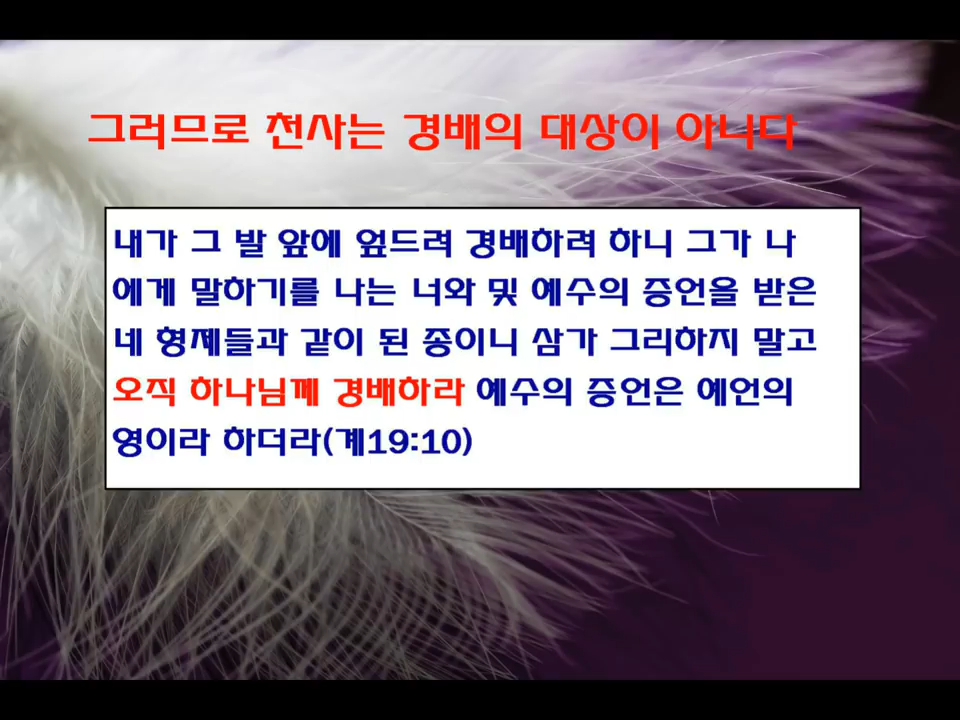 그러므로 천사는 경배의 대상이 아니다
내가 그 발 앞에 엎드려 경배하려 하니 그가 나
에게 말하기를 나는 너와 및 예수의 증언을 받은
네 형제들과 같이 된 종이니 삼가 그리하지 말고
오직 하나님께 경배하라 예수의 증언은 예언의
영이라 하더라(계19:10)